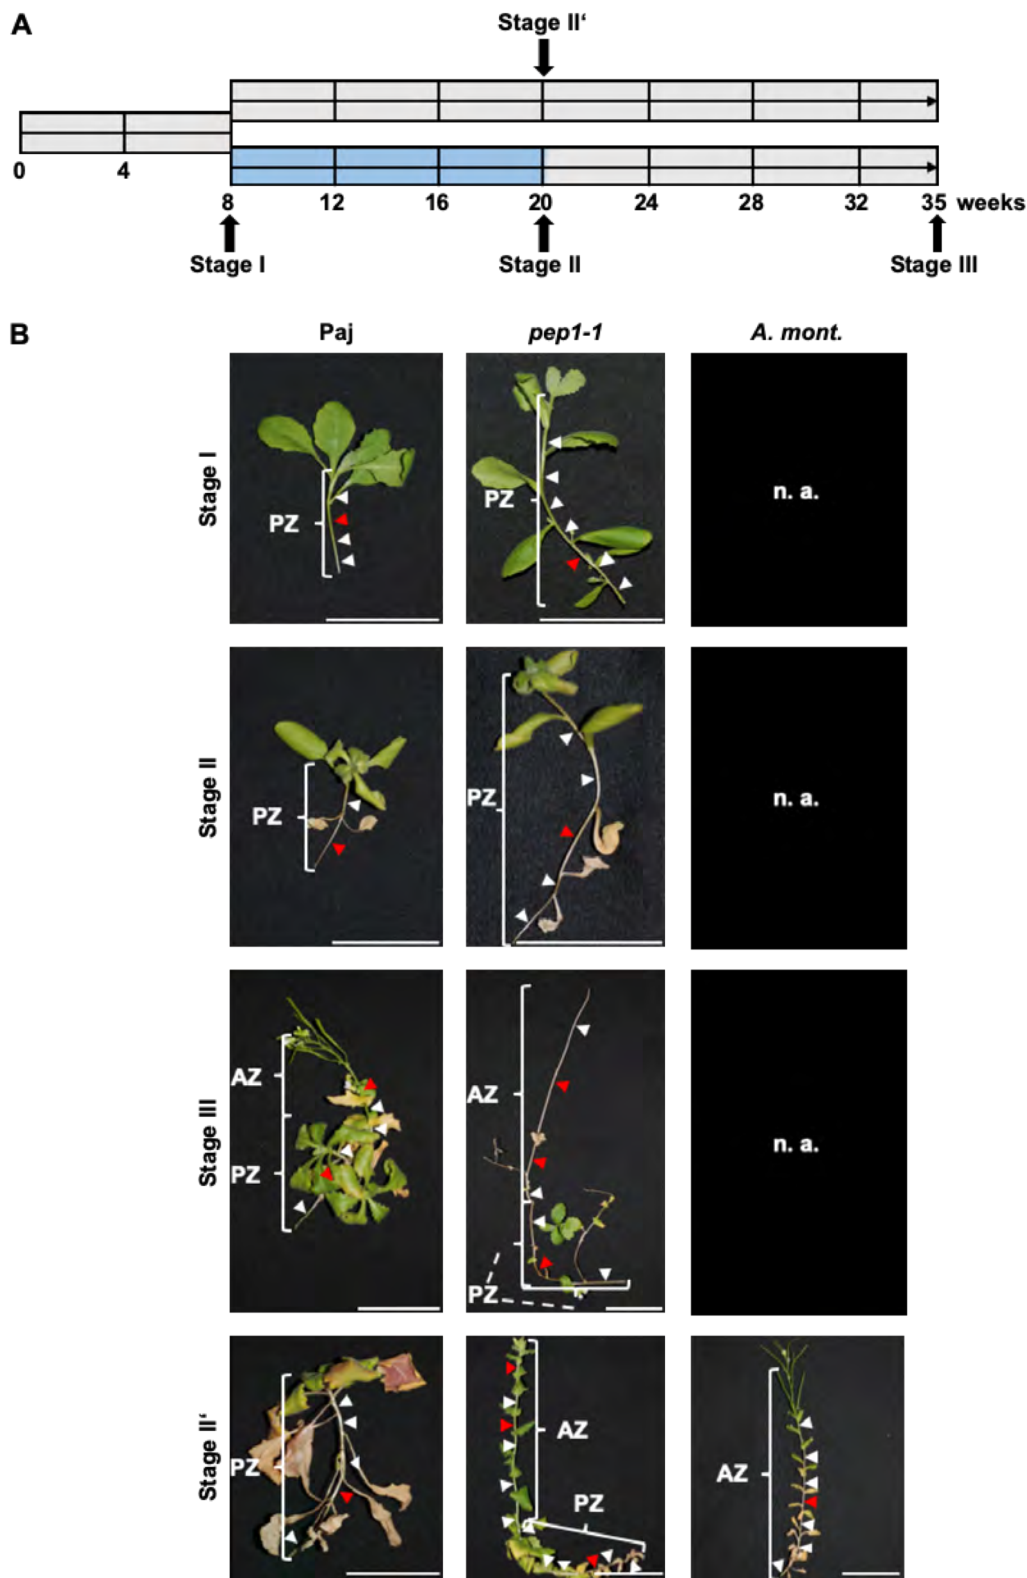 A
Stage II‘
0
4
8
12
16
20
24
28
32
35 weeks
Stage I
Stage II
Stage III
B
Paj
pep1-1
A. mont.
Stage I
PZ
PZ
n. a.
Stage II
PZ
PZ
n. a.
Stage III
AZ
PZ
AZ
PZ
n. a.
Stage II‘
PZ
AZ
PZ
AZ